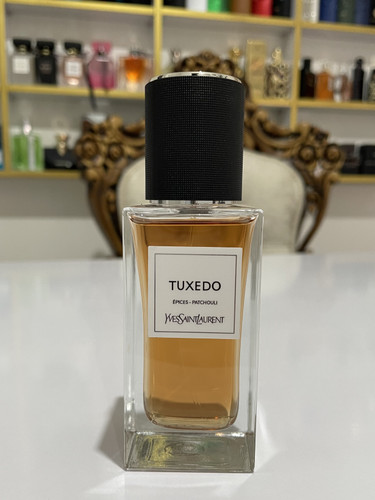 TUXEDO
ÉPICES - PATCHOULI
YVESSAINTLAURENT